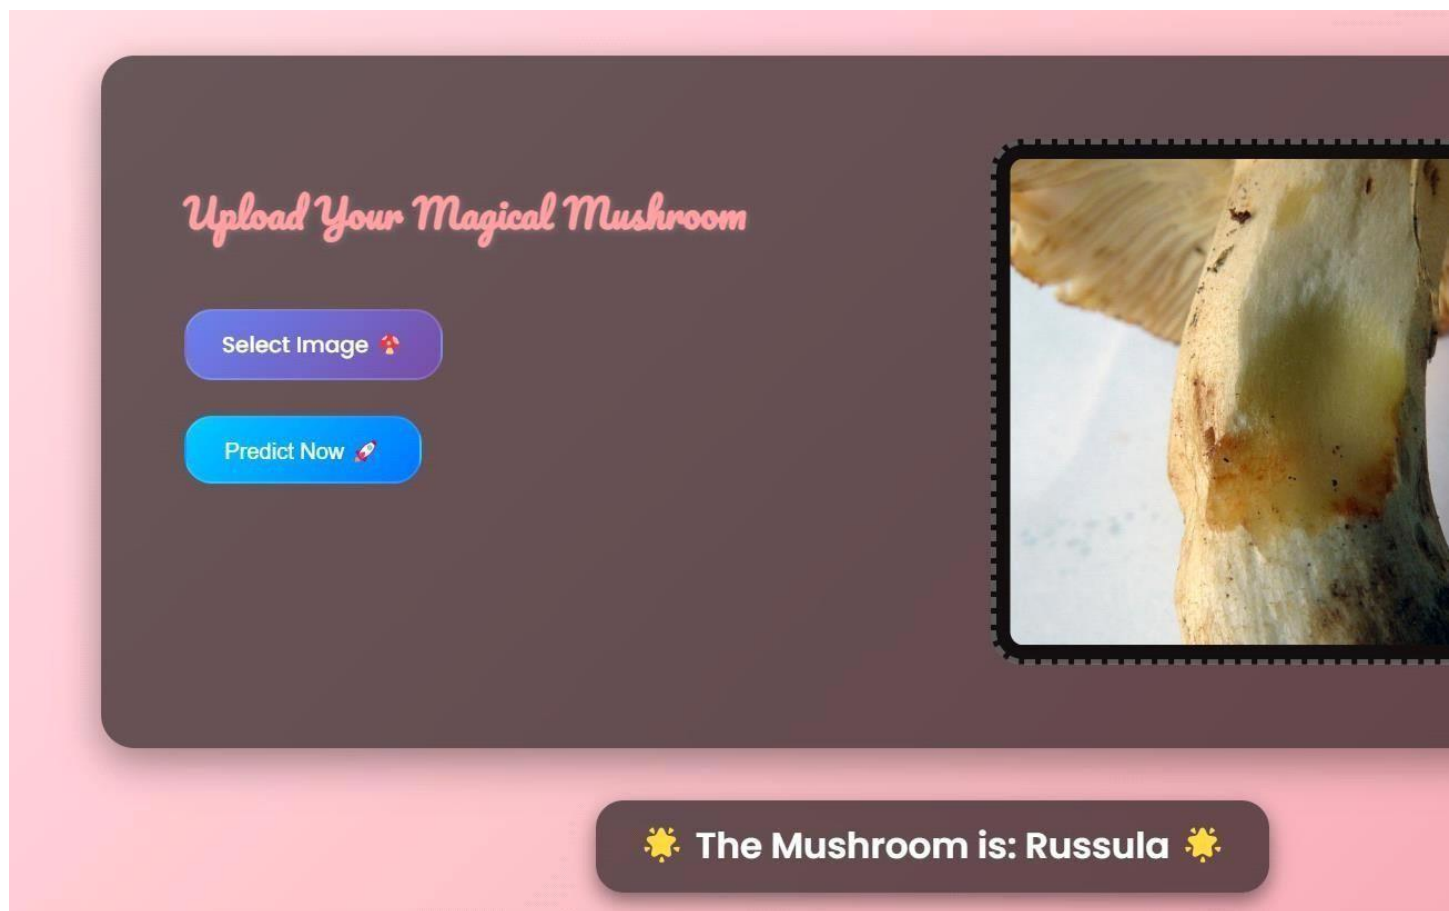 Upload Your Magical Mushroom
Select Image 🍄
Predict Now 🚀
🌟 The Mushroom is: Russula 🌟